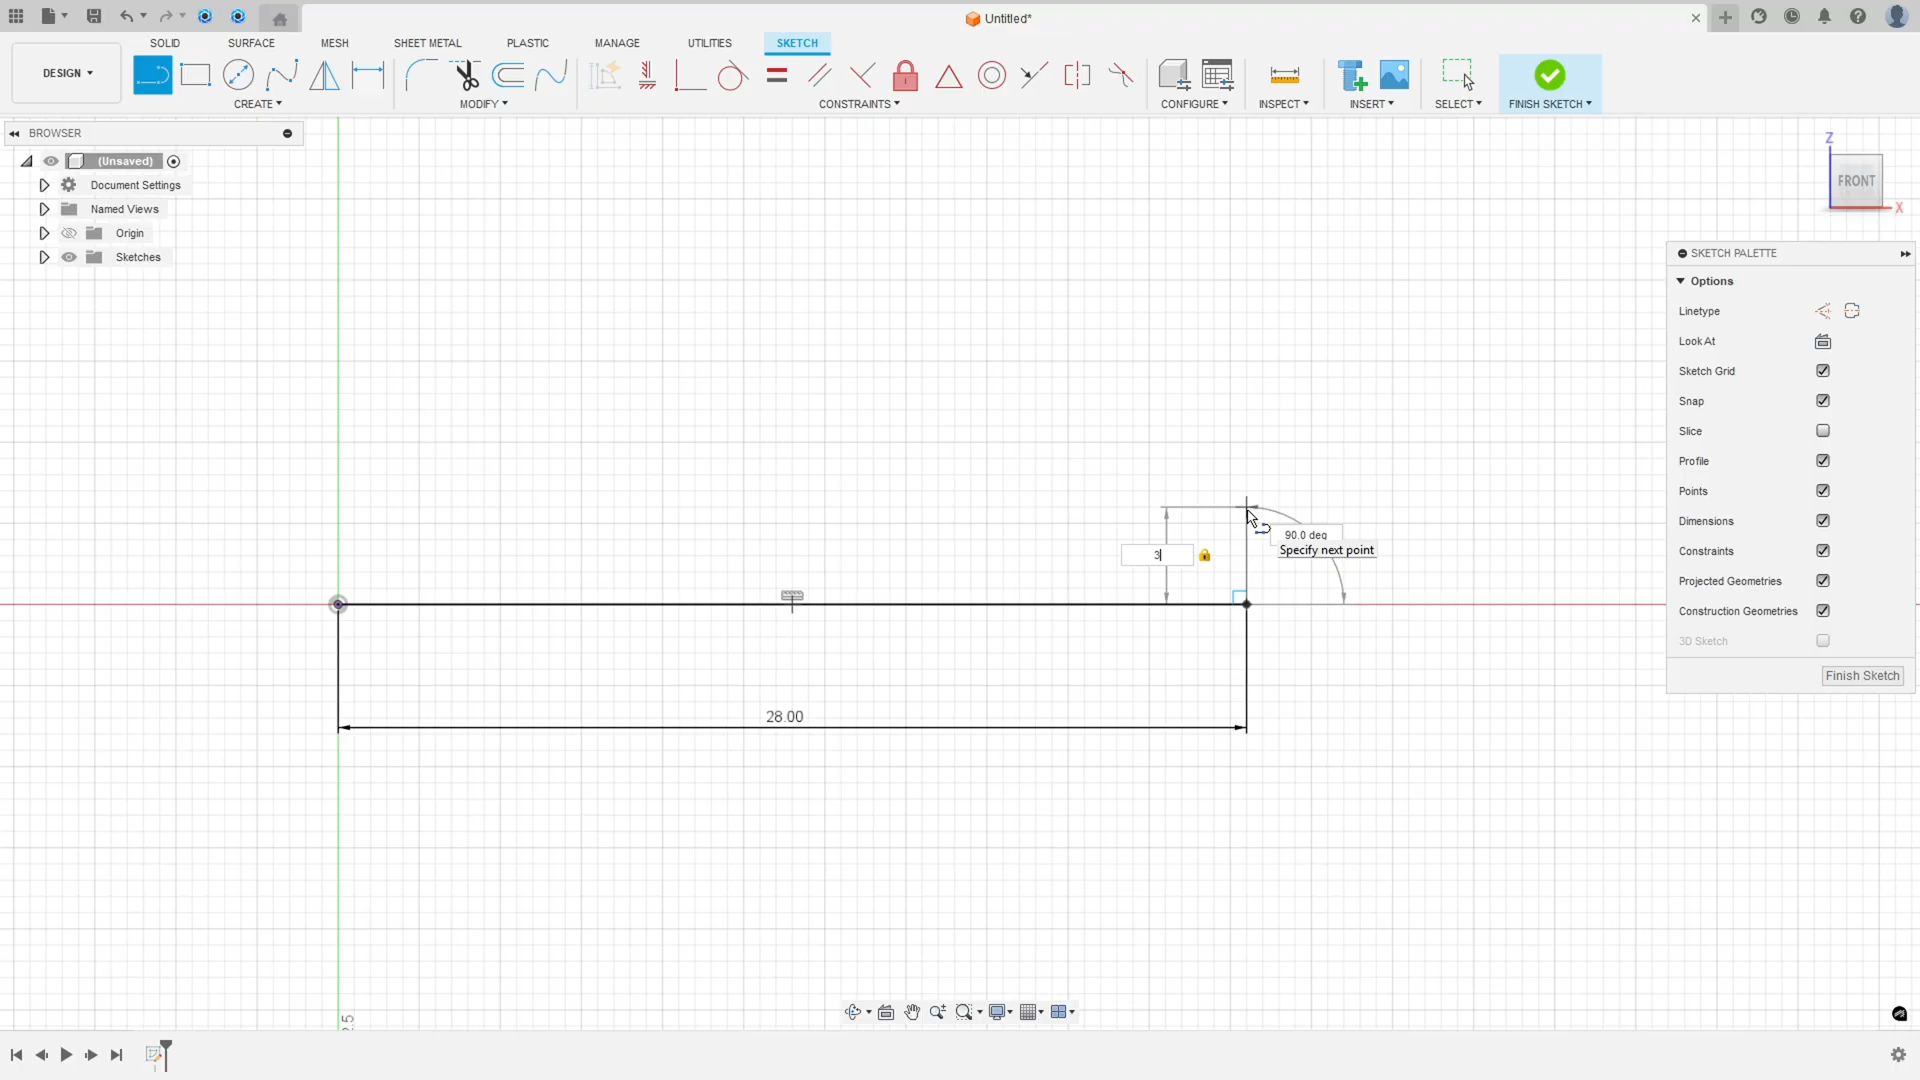 Untitled*
DESIGN
SOLID
SURFACE
MESH
SHEET METAL
PLASTIC
MANAGE
UTILITIES
SKETCH
CREATE
MODIFY
CONSTRAINTS
CONFIGURE
INSPECT
INSERT
SELECT
FINISH SKETCH
BROWSER
(Unsaved)
Document Settings
Named Views
Origin
Sketches
Z
FRONT
X
SKETCH PALETTE
Options
Linetype
Look At
Sketch Grid
Snap
Slice
Profile
Points
Dimensions
Constraints
Projected Geometries
Construction Geometries
3D Sketch
Finish Sketch
90.0 deg
Specify next point
3
28.00